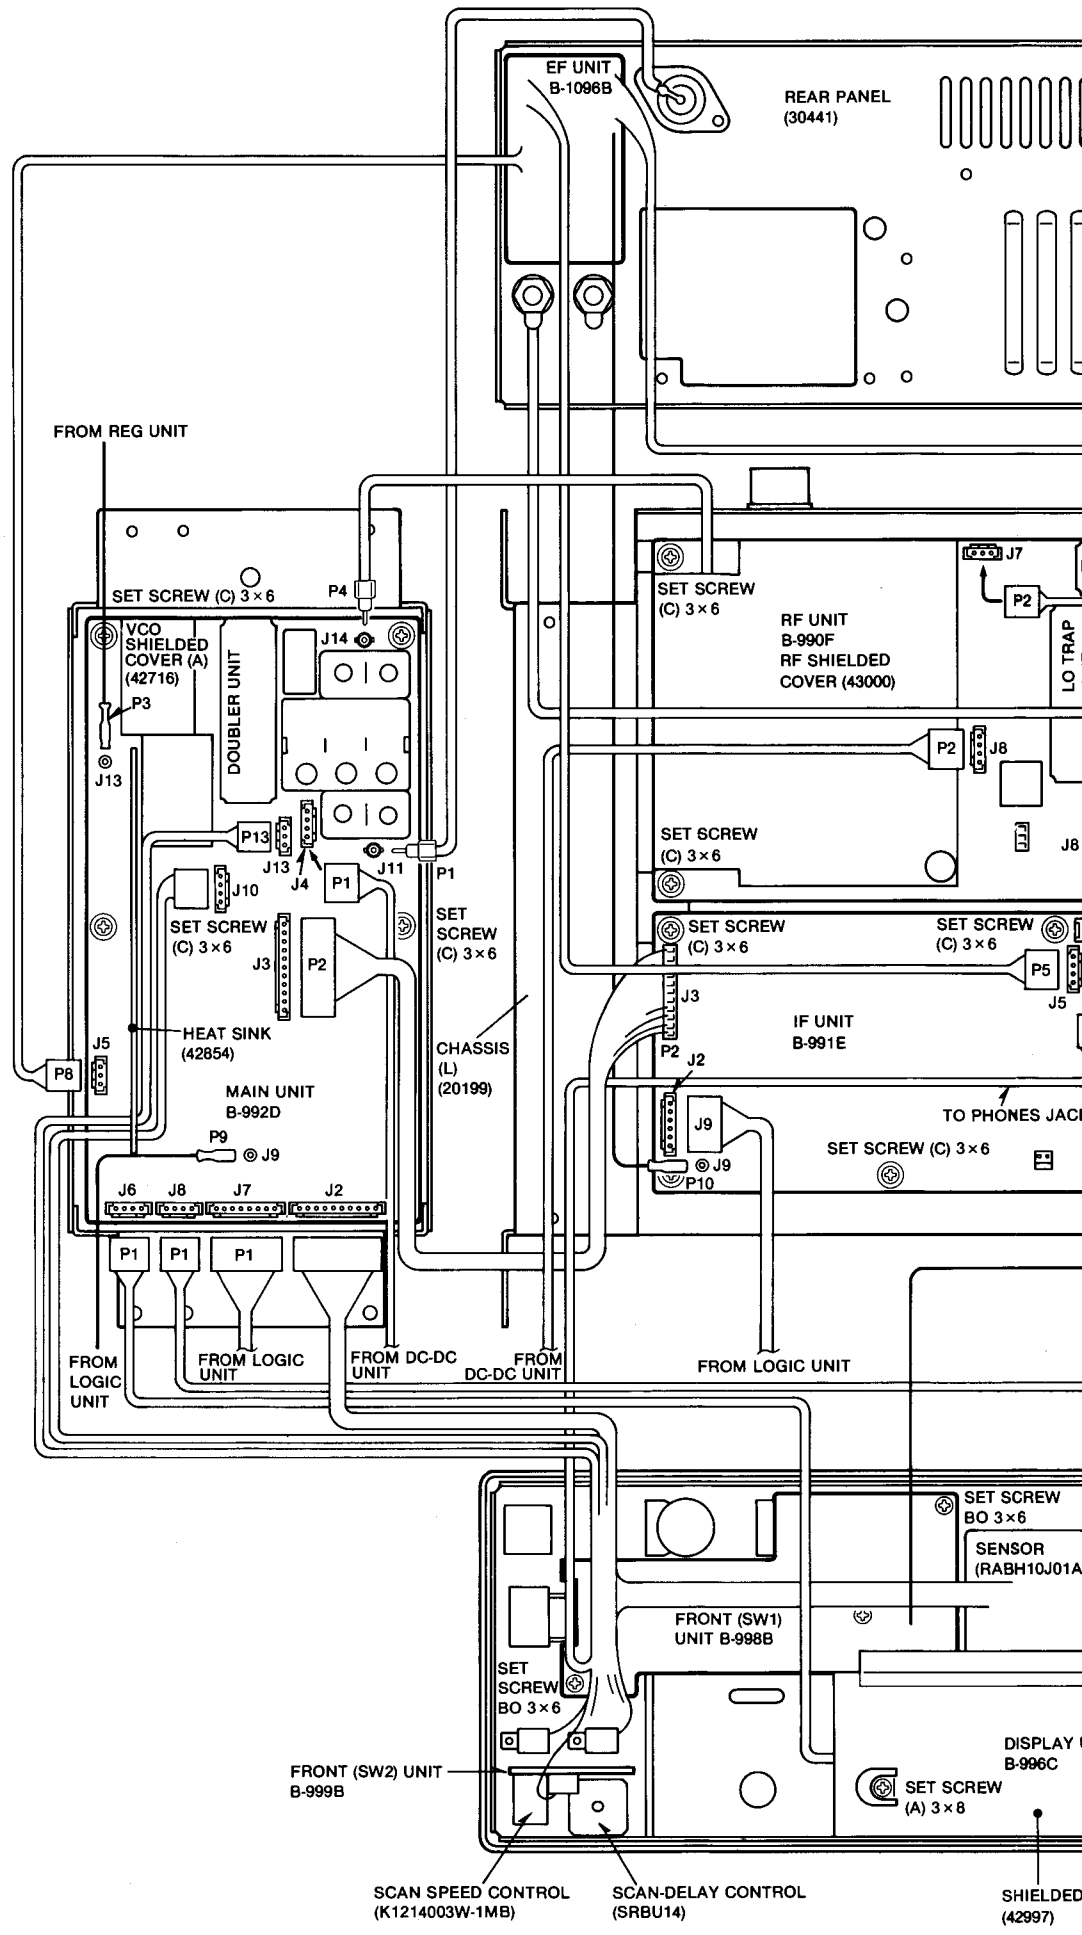 EF UNIT
B-1096B
REAR PANEL
(30441)
FROM REG UNIT
SET SCREW (C) 3×6
P4
J14
VCO
SHIELDED
COVER (A)
(42716)
P3
J13
DOUBLER UNIT
P13
J13
J4
J10
P1
J11
P1
SET SCREW
(C) 3×6
SET
SCREW
(C) 3×6
J3
P2
HEAT SINK
(42854)
J5
P8
MAIN UNIT
B-992D
P9
J9
J6
J8
J7
J2
P1
P1
P1
FROM
LOGIC
UNIT
FROM LOGIC
UNIT
FROM DC-DC
UNIT
FROM
DC-DC UNIT
CHASSIS
(L)
(20199)
SET SCREW
(C) 3×6
RF UNIT
B-990F
RF SHIELDED
COVER (43000)
J7
P2
LO TRAP
P2
J8
J8
SET SCREW
(C) 3×6
SET SCREW
(C) 3×6
SET SCREW
(C) 3×6
P5
J5
J3
P2
IF UNIT
B-991E
J2
J9
J9
P10
TO PHONES JAC
SET SCREW (C) 3×6
FROM LOGIC UNIT
SET SCREW
BO 3×6
SENSOR
(RABH10J01A
FRONT (SW1)
UNIT B-998B
SET
SCREW
BO 3×6
DISPLAY
B-996C
SET SCREW
(A) 3×8
FRONT (SW2) UNIT
B-999B
SCAN SPEED CONTROL
(K1214003W-1MB)
SCAN-DELAY CONTROL
(SRBU14)
SHIELDED
(42997)